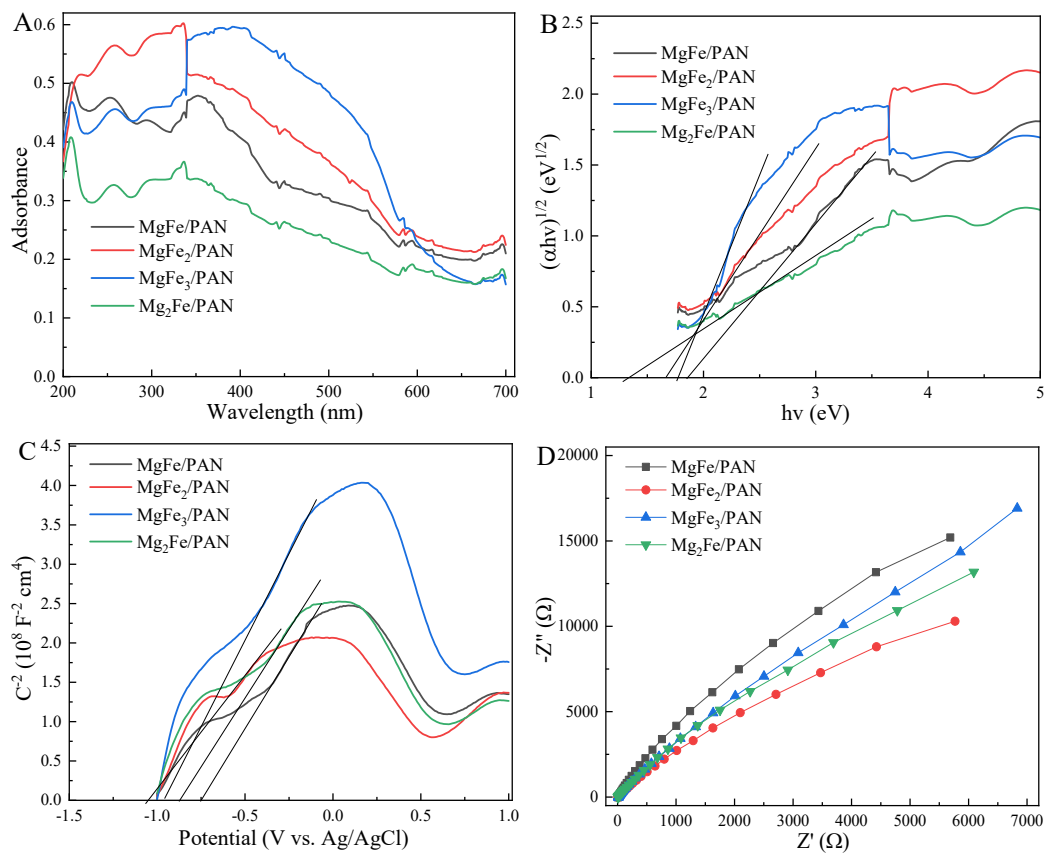 A
0.6
0.5
0.4
0.3
0.2
0.1
0.0
Adsorbance
MgFe/PAN
MgFe₂/PAN
MgFe₃/PAN
Mg₂Fe/PAN
200 300 400 500 600 700
Wavelength (nm)
B
2.5
2.0
1.5
1.0
0.5
0.0
(αhv)^1/2 (eV^1/2)
MgFe/PAN
MgFe₂/PAN
MgFe₃/PAN
Mg₂Fe/PAN
1 2 3 4 5
hv (eV)
C
4.5
4.0
3.5
3.0
2.5
2.0
1.5
1.0
0.5
0.0
C⁻² (10⁸ F⁻² cm⁴)
MgFe/PAN
MgFe₂/PAN
MgFe₃/PAN
Mg₂Fe/PAN
-1.5 -1.0 -0.5 0.0 0.5 1.0
Potential (V vs. Ag/AgCl)
D
20000
15000
10000
5000
0
-Z'' (Ω)
MgFe/PAN
MgFe₂/PAN
MgFe₃/PAN
Mg₂Fe/PAN
0 1000 2000 3000 4000 5000 6000 7000
Z' (Ω)